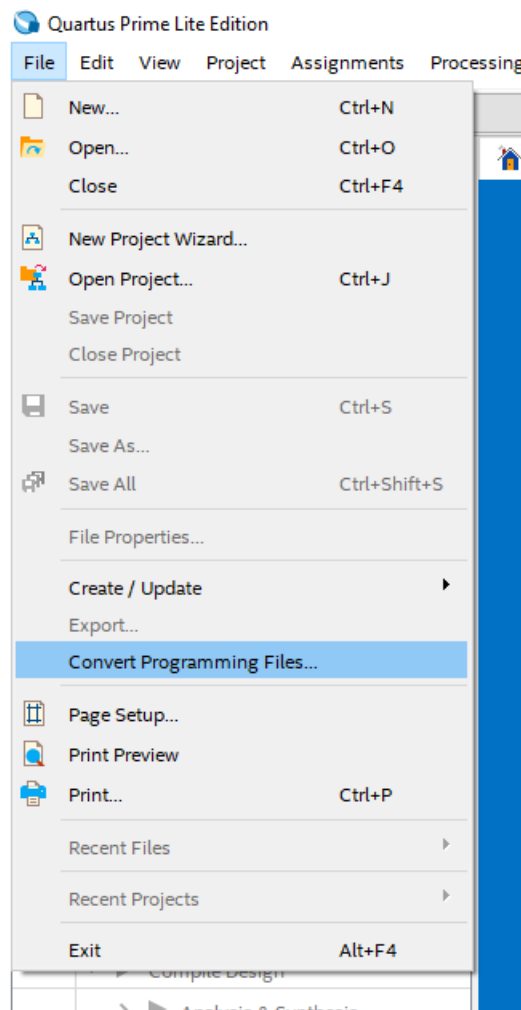 Quartus Prime Lite Edition
File Edit View Project Assignments Processing
New... Ctrl+N
Open... Ctrl+O
Close Ctrl+F4
New Project Wizard...
Open Project... Ctrl+J
Save Project
Close Project
Save Ctrl+S
Save As...
Save All Ctrl+Shift+S
File Properties...
Create / Update
Export...
Convert Programming Files...
Page Setup...
Print Preview
Print... Ctrl+P
Recent Files
Recent Projects
Exit Alt+F4
Compile Design
Analysis & Synthesis